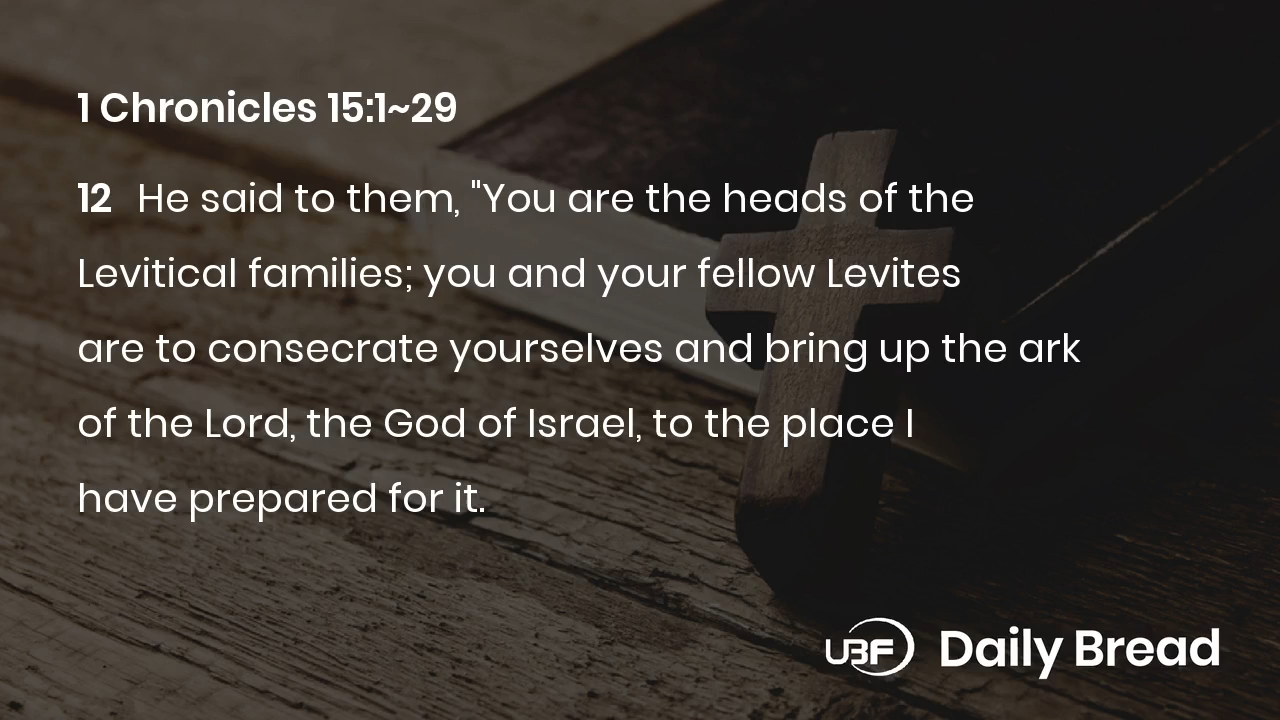 1 Chronicles 15:1~29
12 He said to them, "You are the heads of the
Levitical families; you and your fellow Levites
are to consecrate yourselves and bring up the ark
of the Lord, the God of Israel, to the place I
have prepared for it.
UBF Daily Bread